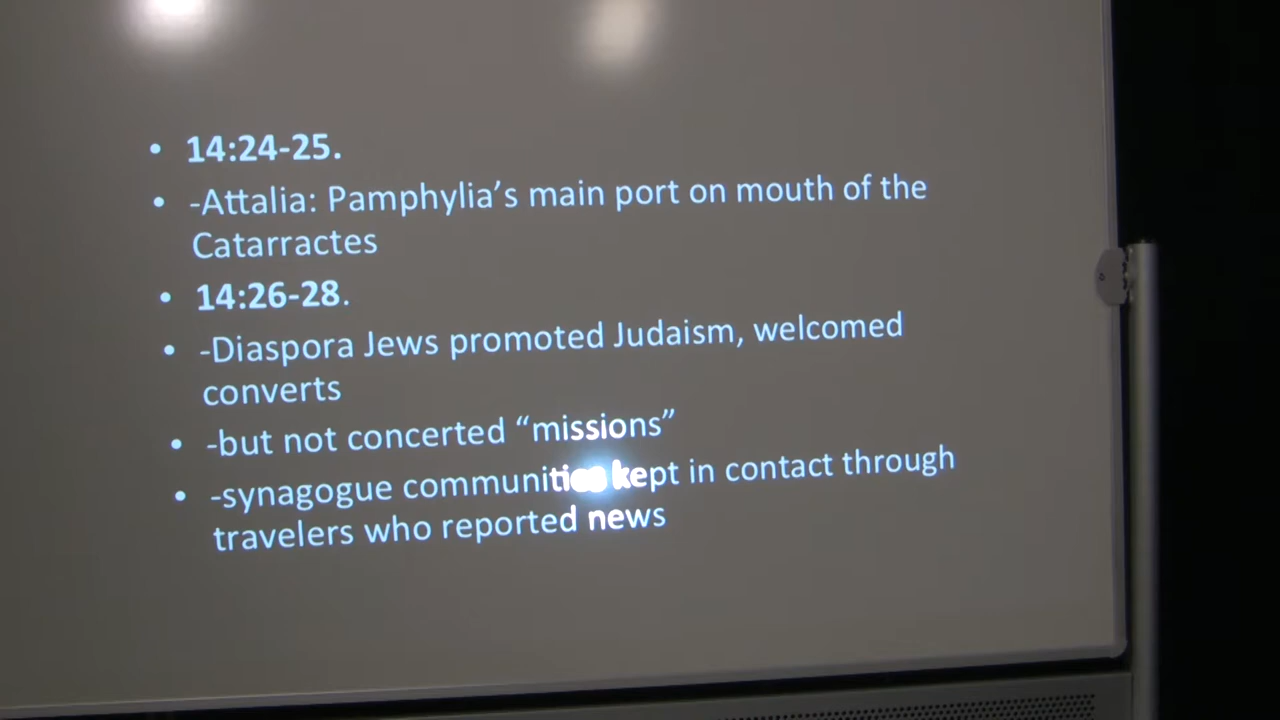 • 14:24-25.
• -Attalia: Pamphylia’s main port on mouth of the
Catarractes
• 14:26-28.
• -Diaspora Jews promoted Judaism, welcomed
converts
• -but not concerted “missions”
• -synagogue communities kept in contact through
travelers who reported news